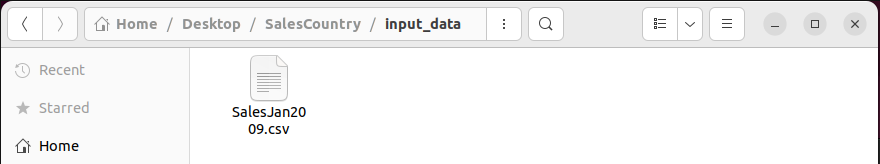 Home / Desktop / SalesCountry / input_data
Recent
Starred
Home
SalesJan20
09.csv